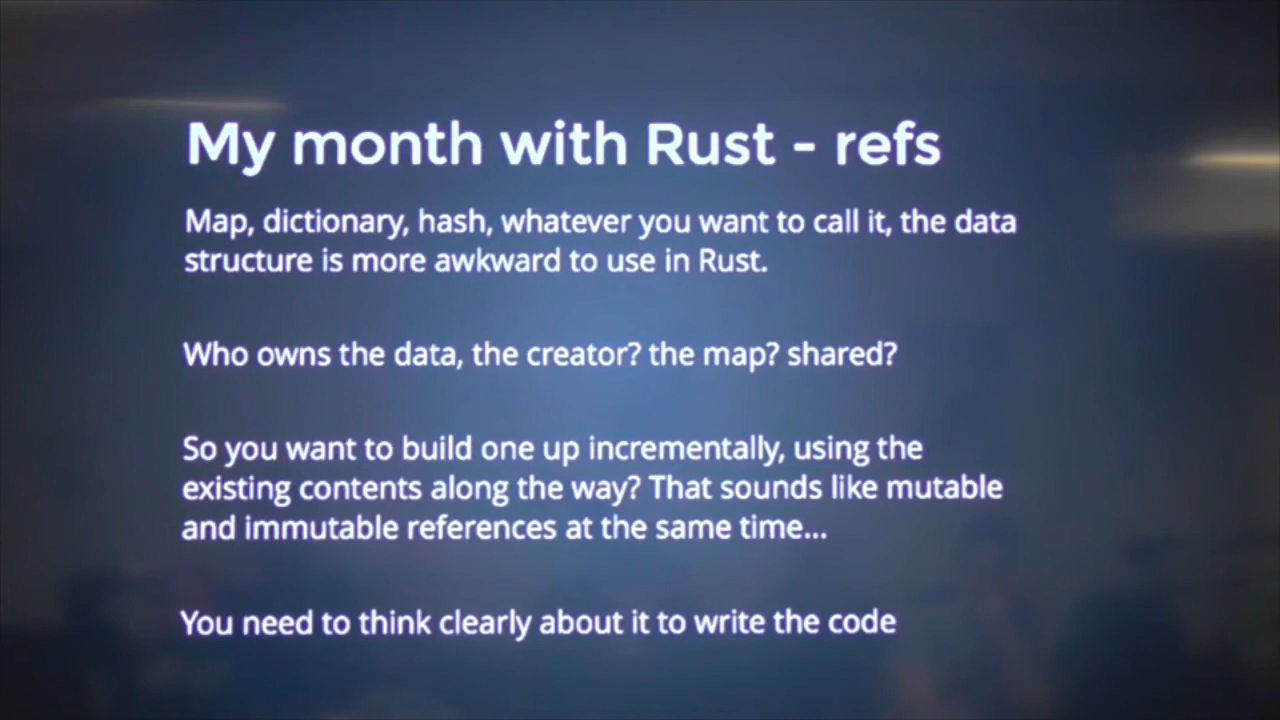 My month with Rust - refs
Map, dictionary, hash, whatever you want to call it, the data
structure is more awkward to use in Rust.
Who owns the data, the creator? the map? shared?
So you want to build one up incrementally, using the
existing contents along the way? That sounds like mutable
and immutable references at the same time...
You need to think clearly about it to write the code